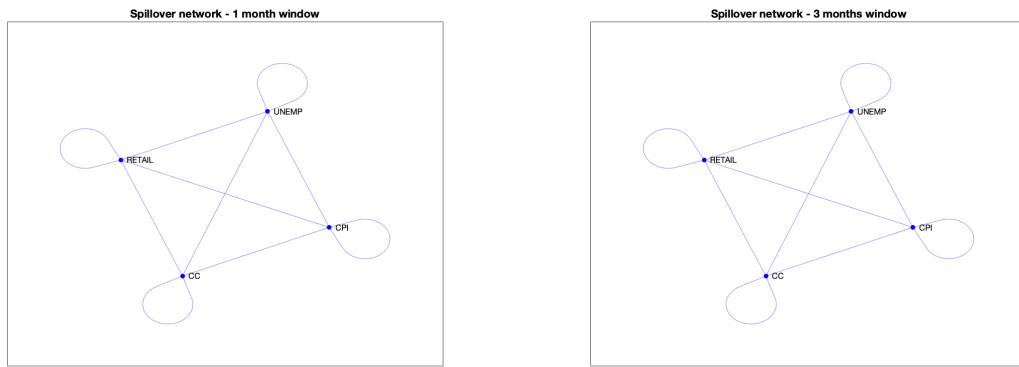 Spillover network - 1 month window
UNEMP
RETAIL
CPI
CC
Spillover network - 3 months window
UNEMP
RETAIL
CPI
CC